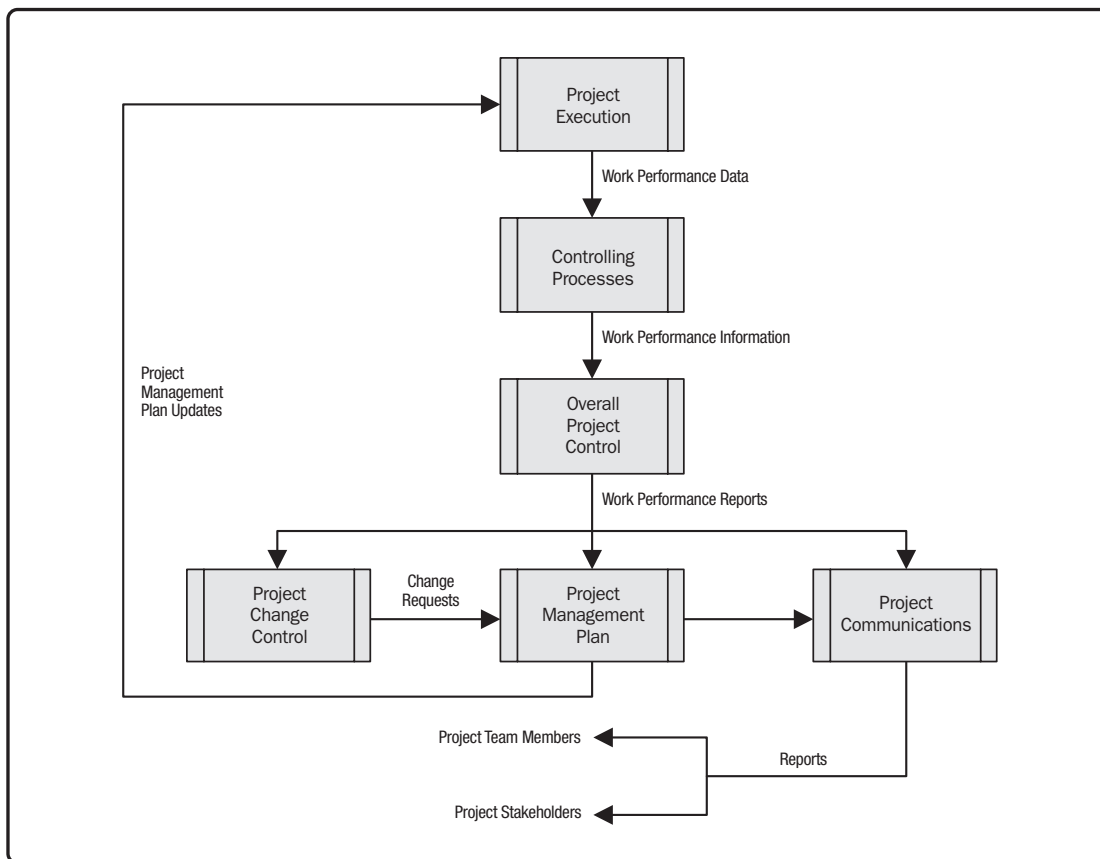 Project
Execution
Work Performance Data
Controlling
Processes
Work Performance Information
Project
Management
Plan Updates
Overall
Project
Control
Work Performance Reports
Project
Change
Control
Change
Requests
Project
Management
Plan
Project
Communications
Project Team Members
Reports
Project Stakeholders